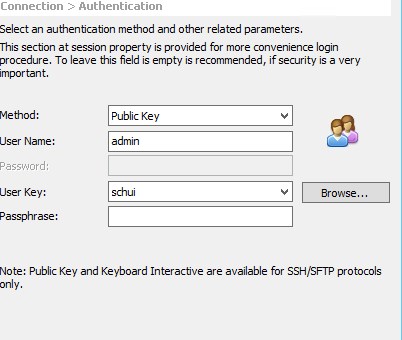 Connection > Authentication
Select an authentication method and other related parameters.
This section at session property is provided for more convenience login
procedure. To leave this field is empty is recommended, if security is a very
important.
Method: Public Key
User Name: admin
Password:
User Key: schui Browse...
Passphrase:
Note: Public Key and Keyboard Interactive are available for SSH/SFTP protocols
only.